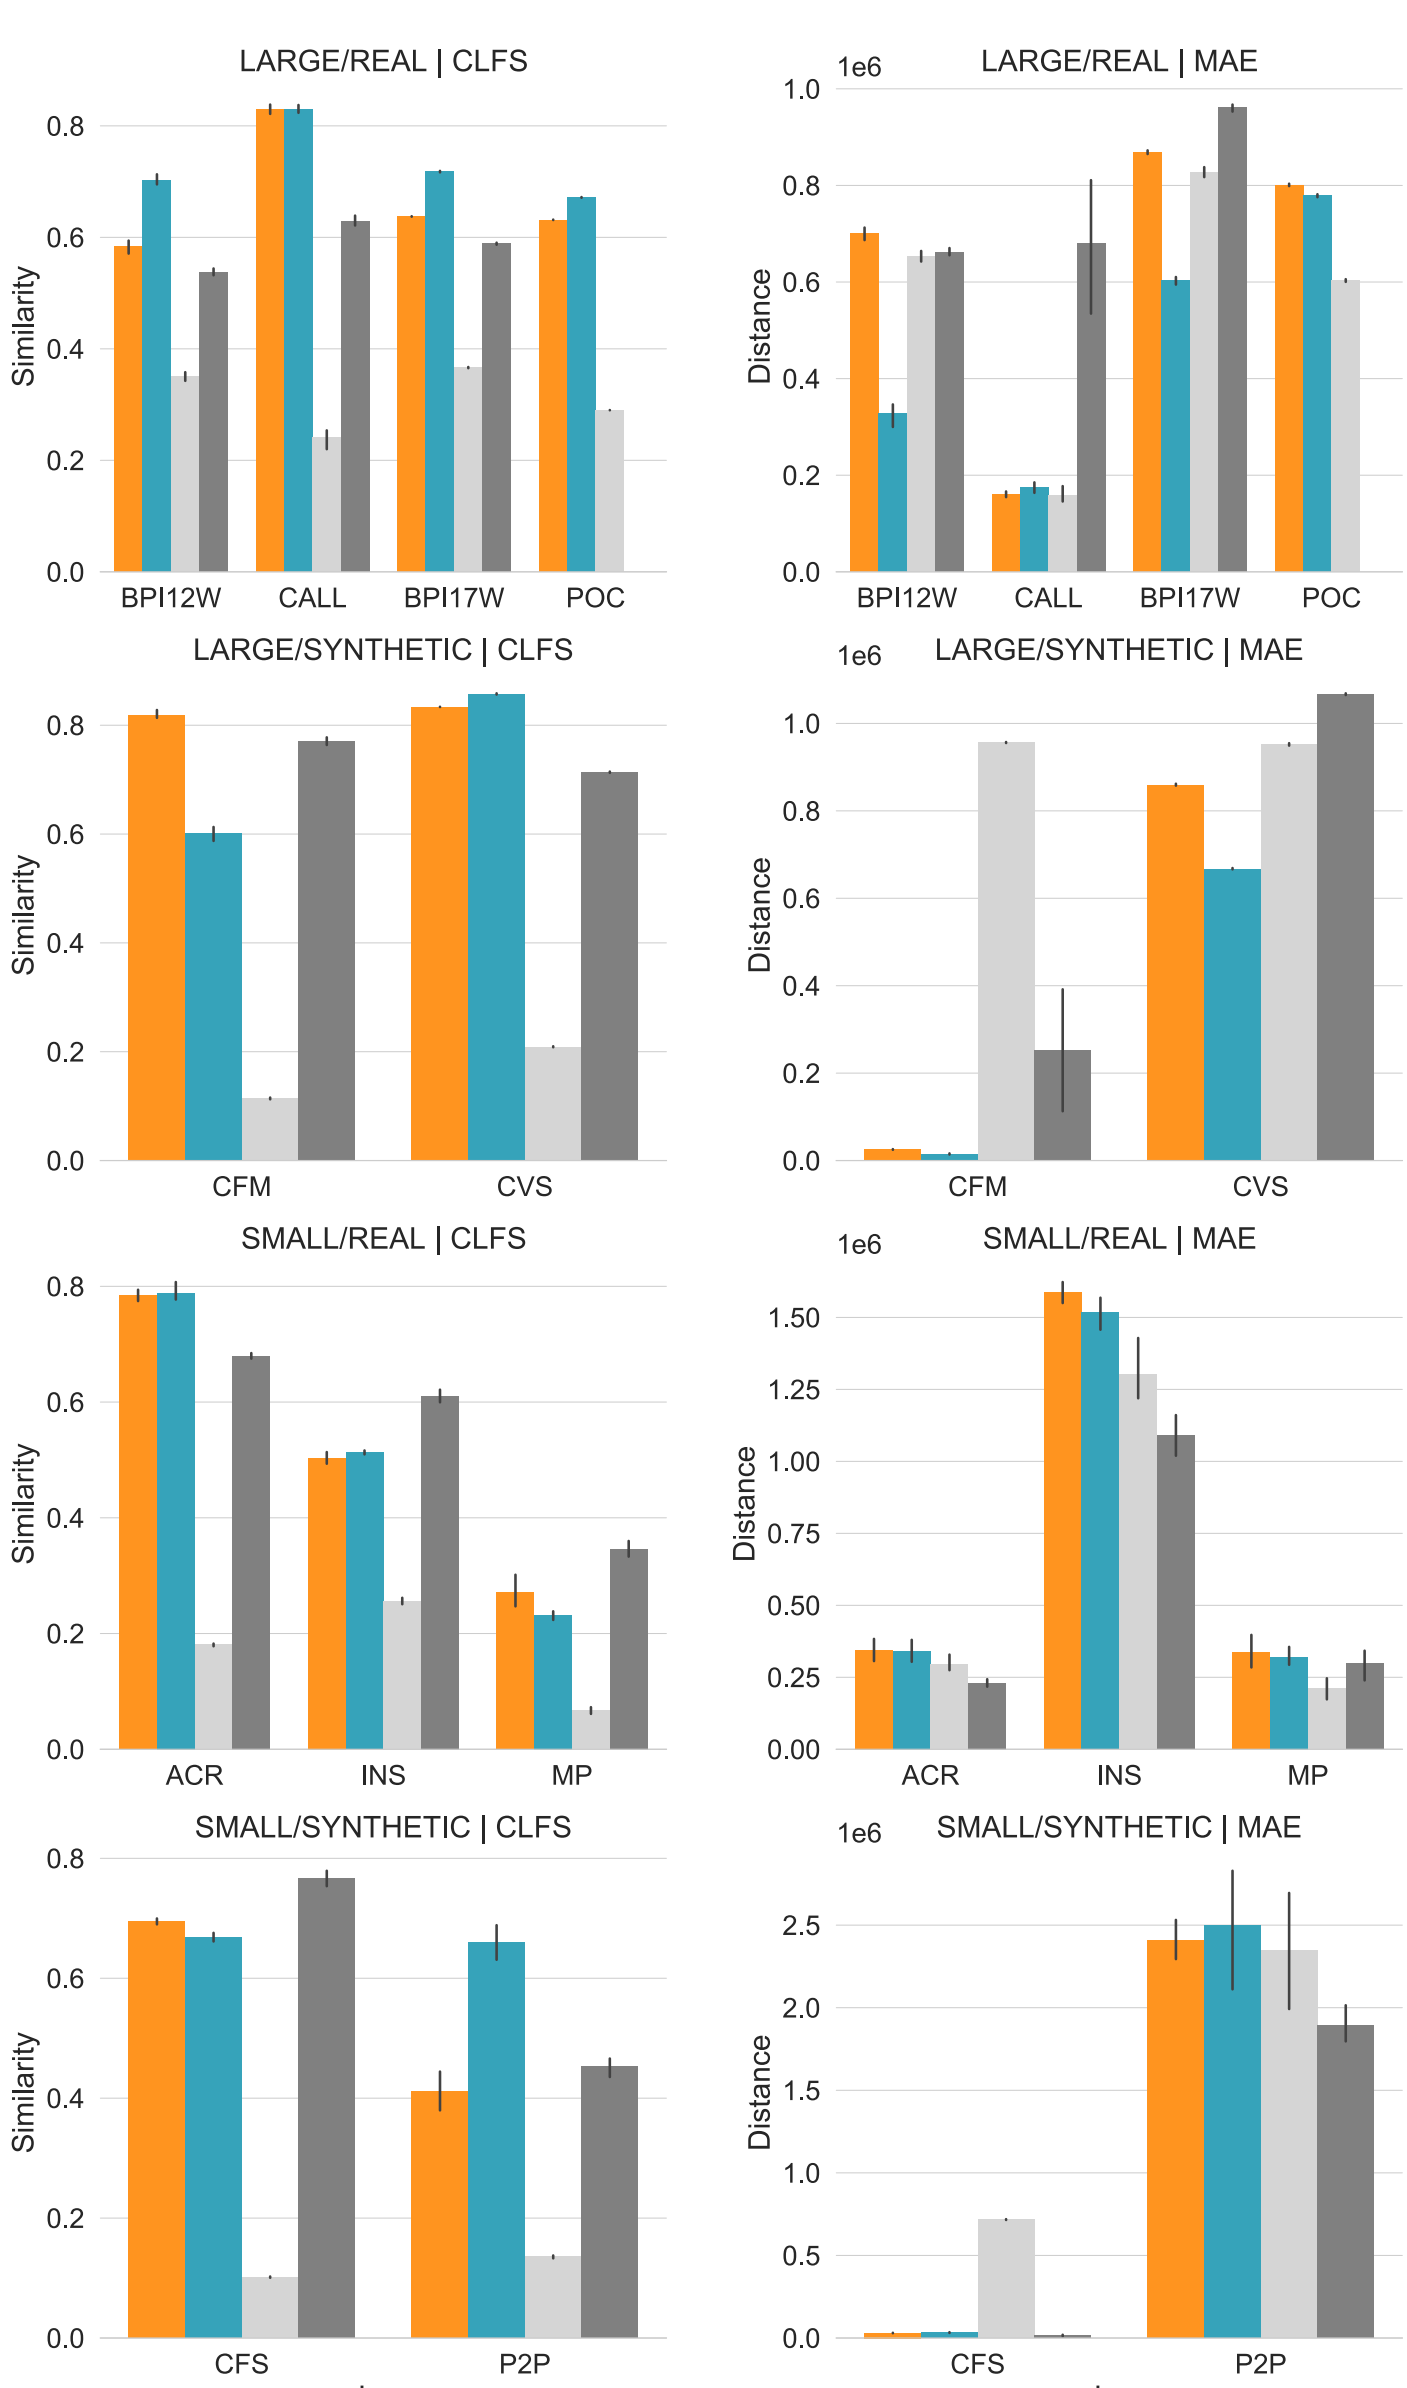 LARGE/REAL | CLFS
Similarity
0.8
0.6
0.4
0.2
0.0
BPI12W CALL BPI17W POC
LARGE/REAL | MAE
1e6
Distance
1.0
0.8
0.6
0.4
0.2
0.0
BPI12W CALL BPI17W POC
LARGE/SYNTHETIC | CLFS
Similarity
0.8
0.6
0.4
0.2
0.0
CFM CVS
LARGE/SYNTHETIC | MAE
1e6
Distance
1.0
0.8
0.6
0.4
0.2
0.0
CFM CVS
SMALL/REAL | CLFS
Similarity
0.8
0.6
0.4
0.2
0.0
ACR INS MP
SMALL/REAL | MAE
1e6
Distance
1.50
1.25
1.00
0.75
0.50
0.25
0.00
ACR INS MP
SMALL/SYNTHETIC | CLFS
Similarity
0.8
0.6
0.4
0.2
0.0
CFS P2P
SMALL/SYNTHETIC | MAE
1e6
Distance
2.5
2.0
1.5
1.0
0.5
0.0
CFS P2P